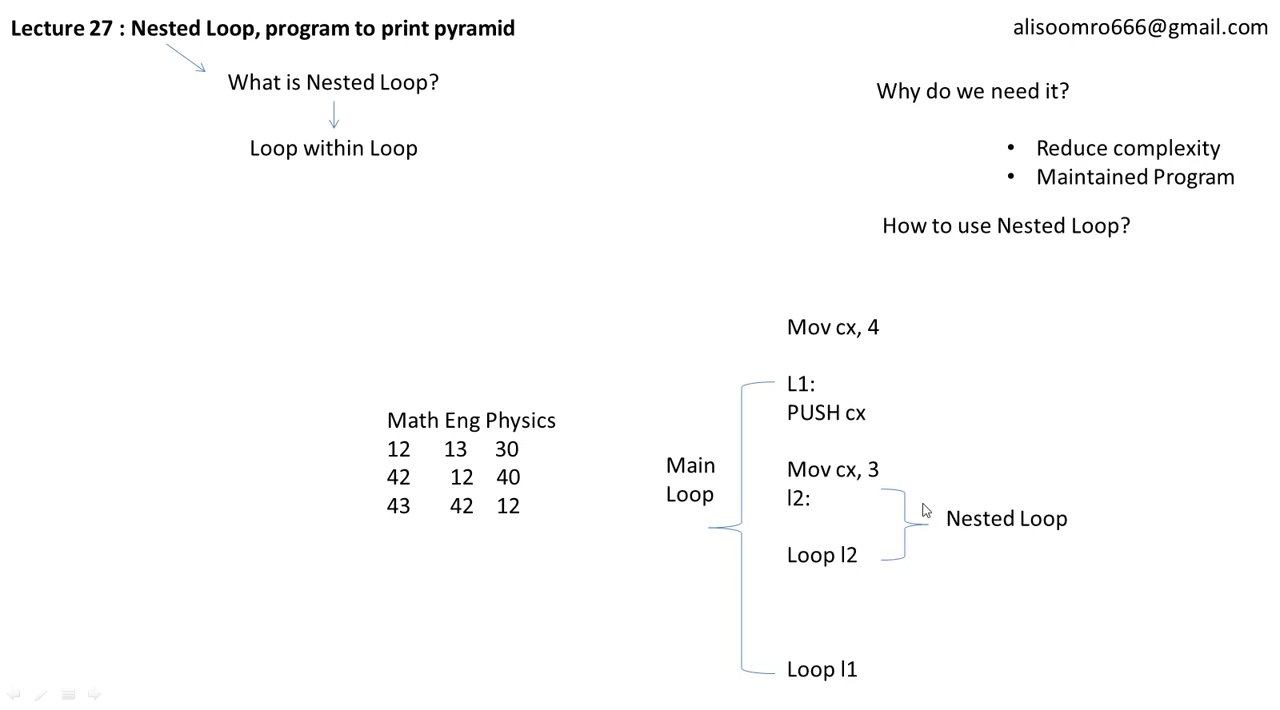 Lecture 27 : Nested Loop, program to print pyramid
alisoomro666@gmail.com
What is Nested Loop?
Loop within Loop
Why do we need it?
• Reduce complexity
• Maintained Program
How to use Nested Loop?
Math Eng Physics
12 13 30
42 12 40
43 42 12
Main
Loop
Mov cx, 4
L1:
PUSH cx
Mov cx, 3
l2:
Loop l2
Loop l1
Nested Loop